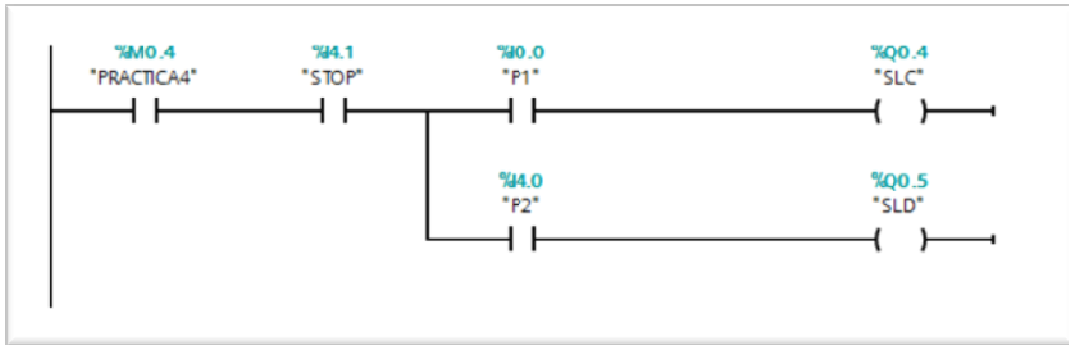 %M0.4 %I4.1 %I0.0 %Q0.4
"PRACTICA4" "STOP" "P1" "SLC"
%I4.0 %Q0.5
"P2" "SLD"